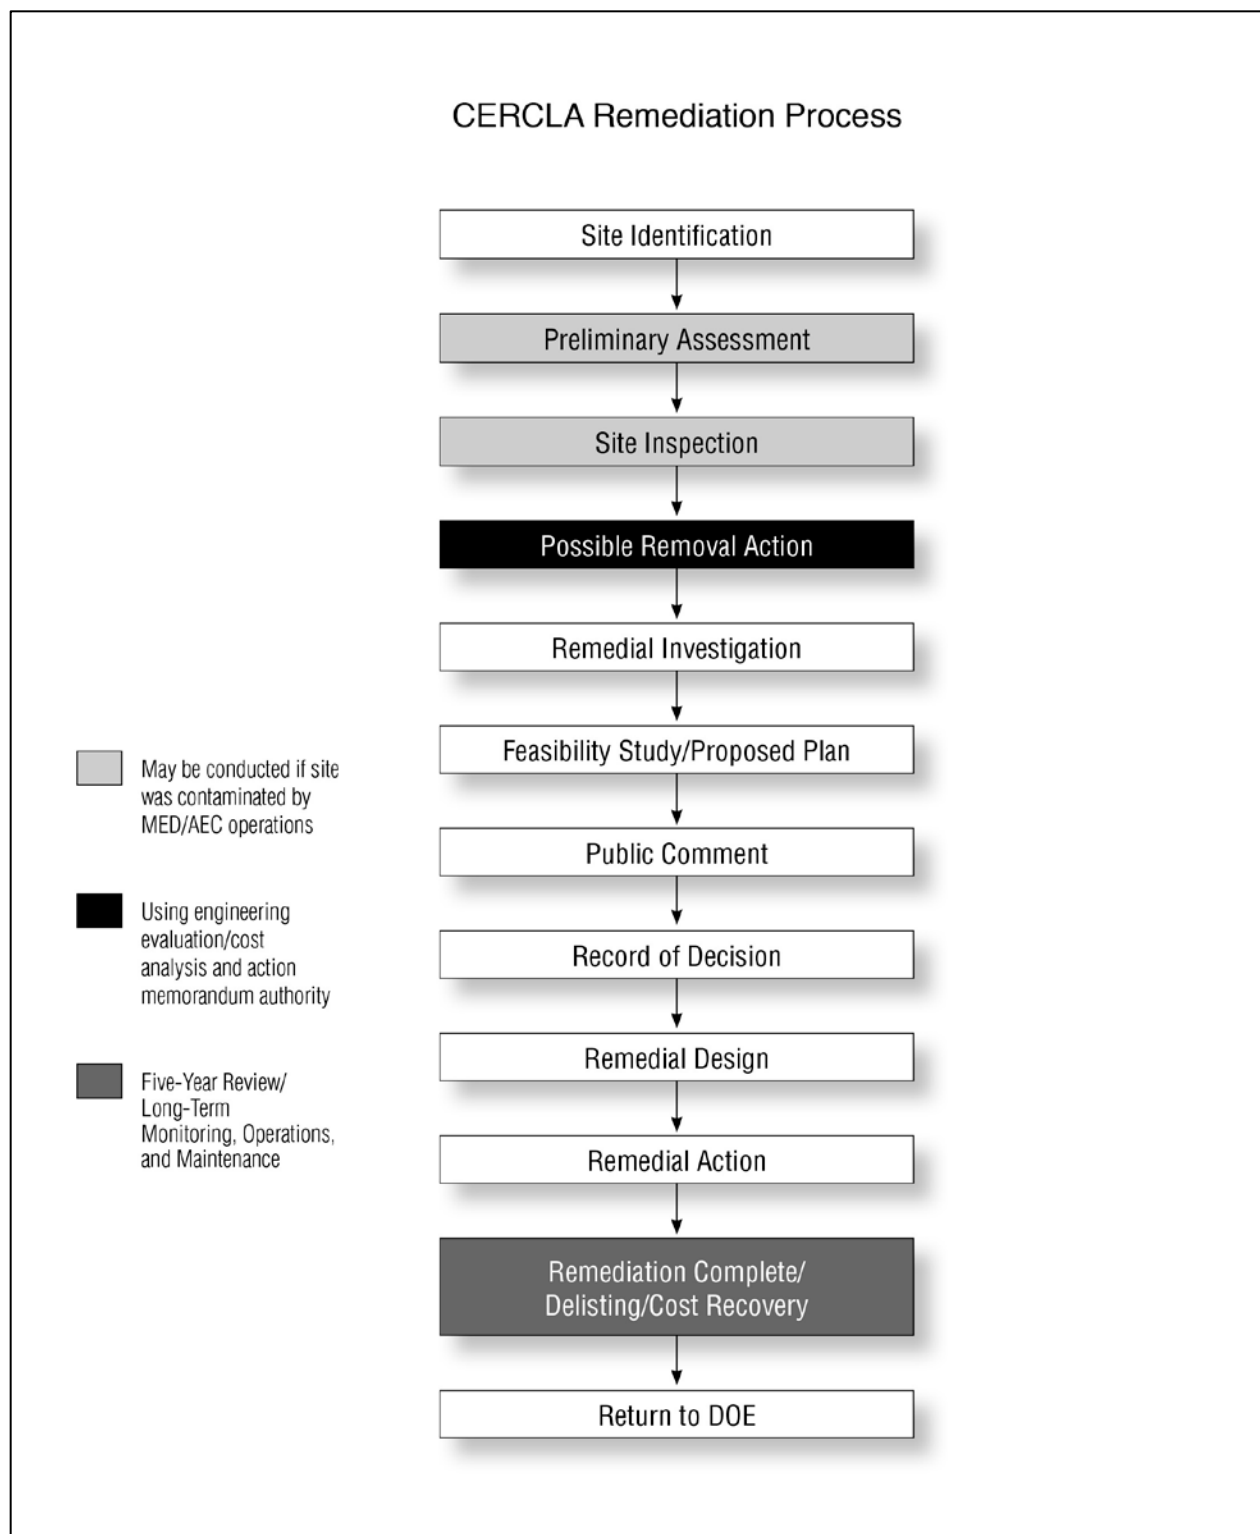 CERCLA Remediation Process
Site Identification
Preliminary Assessment
Site Inspection
Possible Removal Action
Remedial Investigation
Feasibility Study/Proposed Plan
Public Comment
Record of Decision
Remedial Design
Remedial Action
Remediation Complete/
Delisting/Cost Recovery
Return to DOE
May be conducted if site
was contaminated by
MED/AEC operations
Using engineering
evaluation/cost
analysis and action
memorandum authority
Five-Year Review/
Long-Term
Monitoring, Operations,
and Maintenance